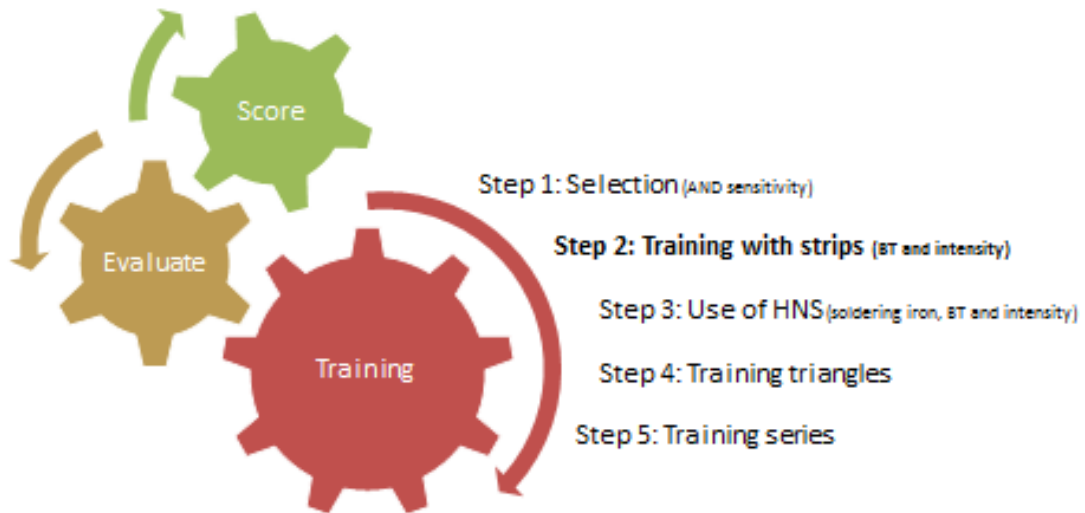 Score
Evaluate
Training
Step 1: Selection (AND sensitivity)
Step 2: Training with strips (BT and intensity)
Step 3: Use of HNS (soldering iron, BT and intensity)
Step 4: Training triangles
Step 5: Training series